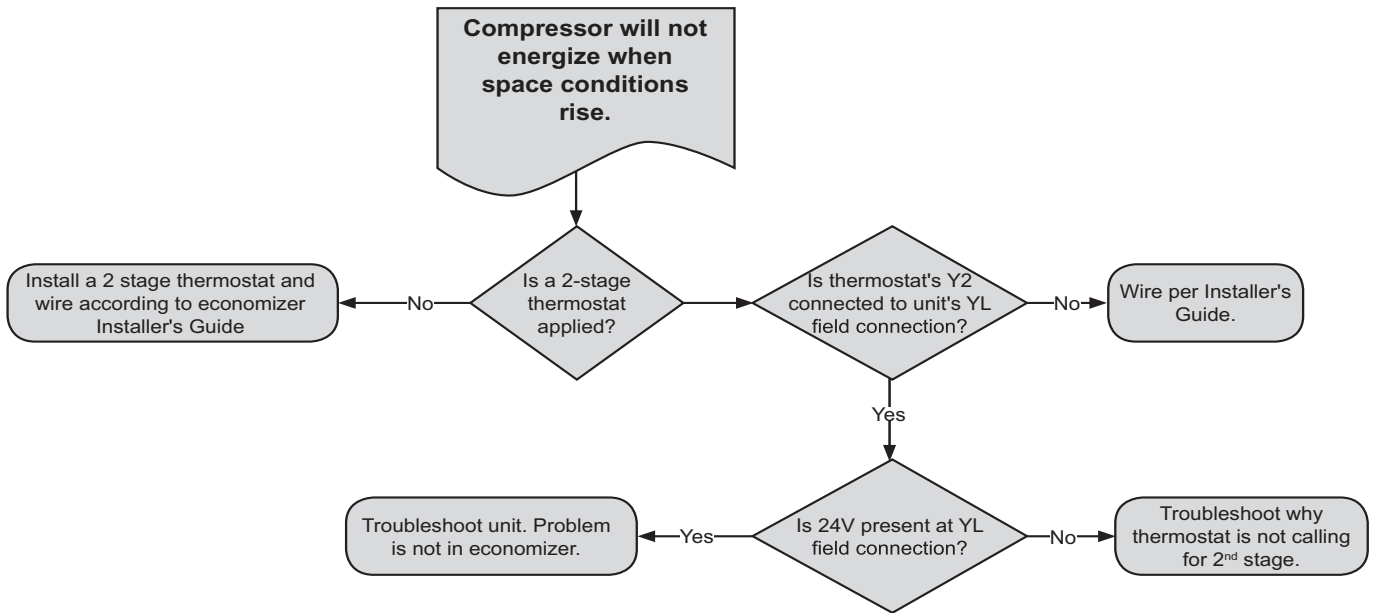 Compressor will not
energize when
space conditions
rise.
Install a 2 stage thermostat and
wire according to economizer
Installer's Guide
No
Is a 2-stage
thermostat
applied?
Is thermostat's Y2
connected to unit's YL
field connection?
No
Wire per Installer's
Guide.
Yes
Troubleshoot unit. Problem
is not in economizer.
Yes
Is 24V present at YL
field connection?
No
Troubleshoot why
thermostat is not calling
for 2nd stage.